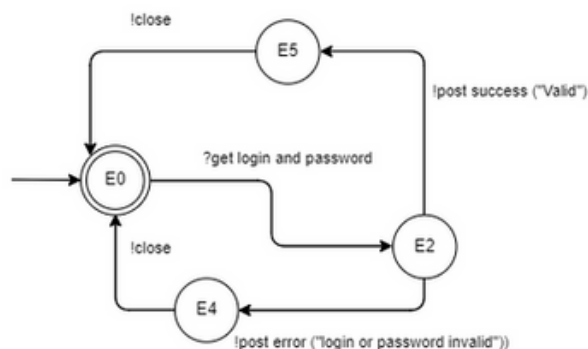 !close
E5
!post success ("Valid")
?get login and password
E0
E2
!close
E4
!post error ("login or password invalid"))